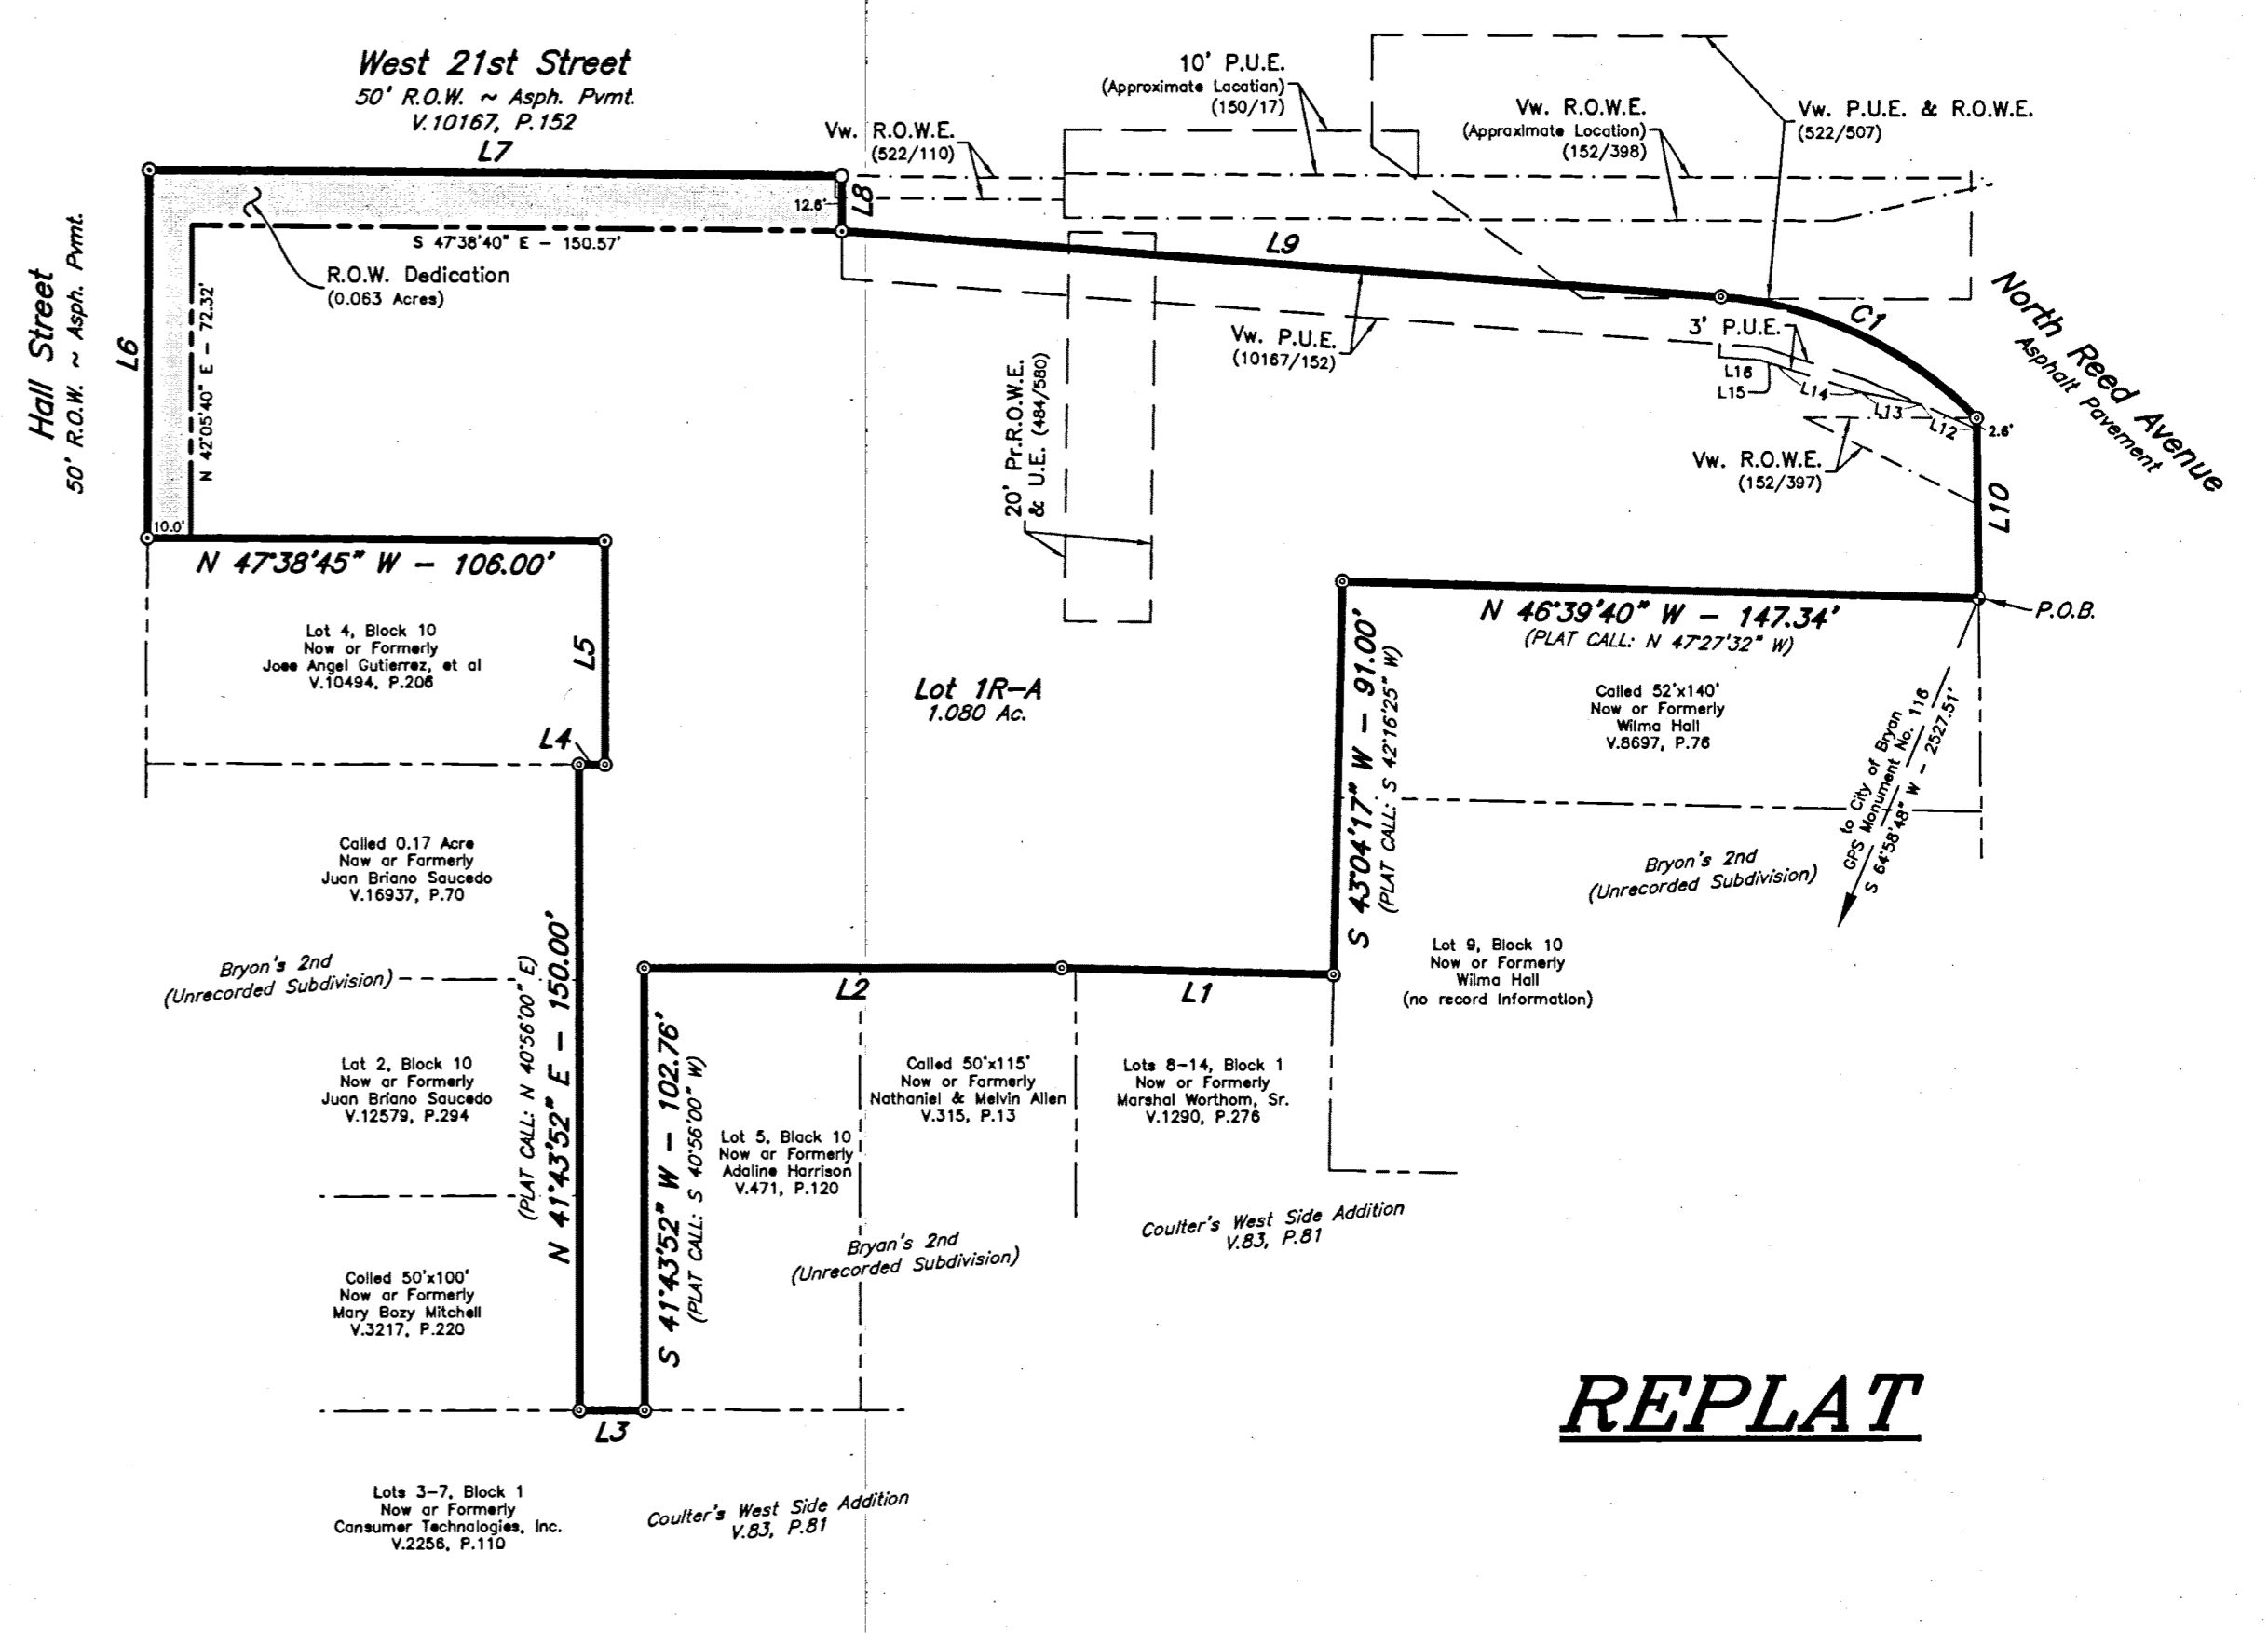 West 21st Street
50' R.O.W. ~ Asph. Pvmt.
V.10167, P.152
L7
10' P.U.E.
(Approximate Location)
(150/17)
Vw. R.O.W.E.
(522/110)
Vw. R.O.W.E.
(Approximate Location)
(152/398)
Vw. P.U.E. & R.O.W.E.
(522/507)
Hall Street
50' R.O.W. ~ Asph. Pvmt.
L6
12.6'
L8
S 47°38'40" E – 150.57'
R.O.W. Dedication
(0.063 Acres)
N 42°05'40" E – 72.32'
10.0'
L9
C1
North Reed Avenue
Asphalt Pavement
Vw. P.U.E.
(10167/152)
3' P.U.E.
L16
L15
L14
L13
L12
2.6'
20' Pr.R.O.W.E.
& U.E. (484/580)
Vw. R.O.W.E.
(152/397)
L10
N 47°38'45" W – 106.00'
N 46°39'40" W – 147.34'
(PLAT CALL: N 47°27'32" W)
P.O.B.
Lot 4, Block 10
Now or Formerly
Jose Angel Gutierrez, et al
V.10494, P.206
L5
L4
Lot 1R–A
1.080 Ac.
S 43°04'17" W – 91.00'
(PLAT CALL: S 42°16'25" W)
Called 52'x140'
Now or Formerly
Wilma Hall
V.8697, P.76
to City of Bryan
GPS Monument No. 116
S 64°58'48" W – 2527.51'
Called 0.17 Acre
Now or Formerly
Juan Briano Saucedo
V.16937, P.70
Bryan's 2nd
(Unrecorded Subdivision)
Bryan's 2nd
(Unrecorded Subdivision)
N 41°43'52" E – 150.00'
(PLAT CALL: N 40°56'00" E)
L2
L1
Lot 9, Block 10
Now or Formerly
Wilma Hall
(no record information)
Lot 2, Block 10
Now or Formerly
Juan Briano Saucedo
V.12579, P.294
S 41°43'52" W – 102.76'
(PLAT CALL: S 40°56'00" W)
Lot 5, Block 10
Now or Formerly
Adaline Harrison
V.471, P.120
Called 50'x115'
Now or Formerly
Nathaniel & Melvin Allen
V.315, P.13
Lots 8–14, Block 1
Now or Formerly
Marshal Worthom, Sr.
V.1290, P.276
Bryan's 2nd
(Unrecorded Subdivision)
Coulter's West Side Addition
V.83, P.81
Called 50'x100'
Now or Formerly
Mary Bozy Mitchell
V.3217, P.220
L3
REPLAT
Lots 3–7, Block 1
Now or Formerly
Consumer Technologies, Inc.
V.2256, P.110
Coulter's West Side Addition
V.83, P.81